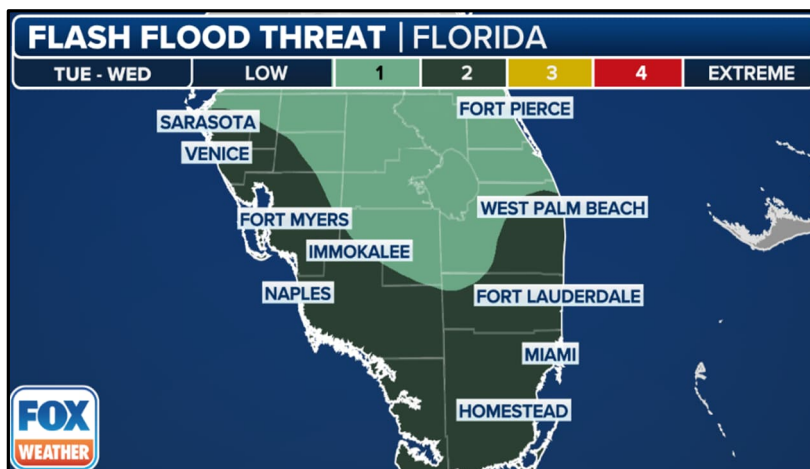 FLASH FLOOD THREAT | FLORIDA
TUE - WED LOW 1 2 3 4 EXTREME
FORT PIERCE
SARASOTA
VENICE
WEST PALM BEACH
FORT MYERS
IMMOKALEE
NAPLES
FORT LAUDERDALE
MIAMI
HOMESTEAD
FOX
WEATHER